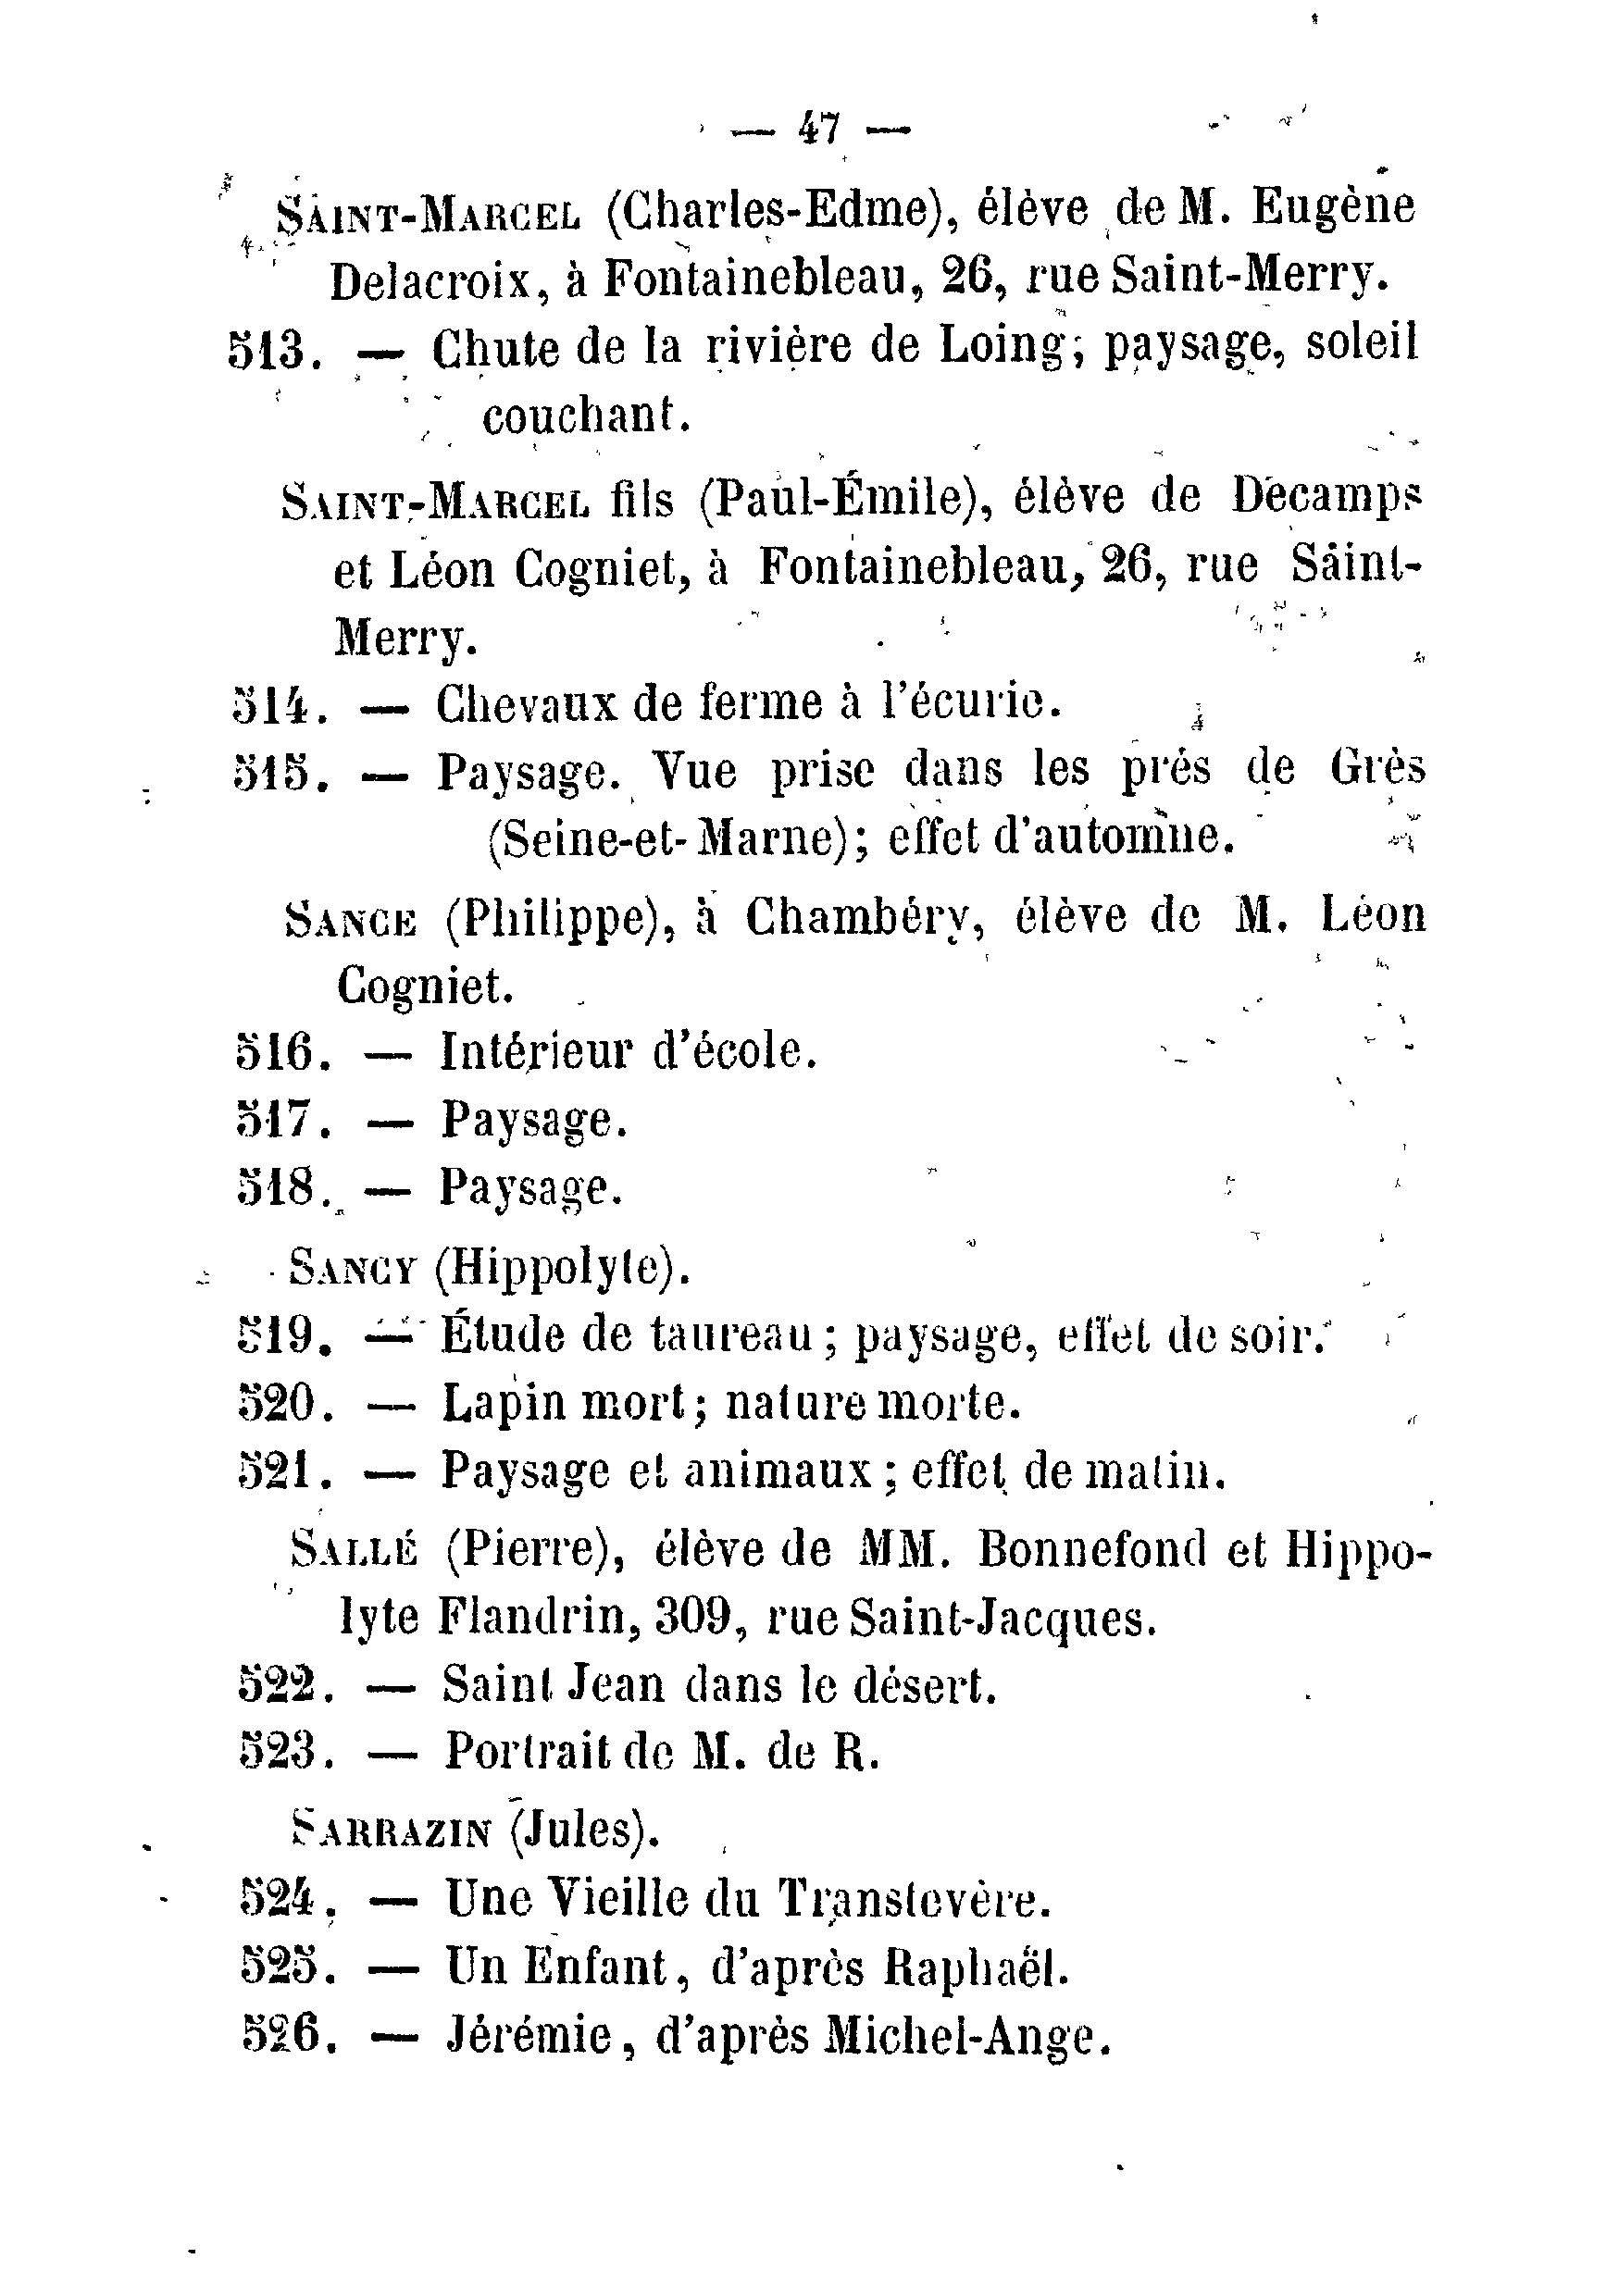 — 47 —
SAINT-MARCEL (Charles-Edme), élève de M. Eugène
Delacroix, à Fontainebleau, 26, rue Saint-Merry.
513. — Chute de la rivière de Loing; paysage, soleil
couchant.
SAINT-MARCEL fils (Paul-Émile), élève de Decamps
et Léon Cogniet, à Fontainebleau, 26, rue Saint-
Merry.
514. — Chevaux de ferme à l'écurie.
515. — Paysage. Vue prise dans les prés de Grès
(Seine-et-Marne); effet d'automne.
SANCE (Philippe), à Chambéry, élève de M. Léon
Cogniet.
516. — Intérieur d'école.
517. — Paysage.
518. — Paysage.
SANCY (Hippolyte).
519. — Étude de taureau; paysage, effet de soir.
520. — Lapin mort; nature morte.
521. — Paysage et animaux; effet de matin.
SALLÉ (Pierre), élève de MM. Bonnefond et Hippo-
lyte Flandrin, 309, rue Saint-Jacques.
522. — Saint Jean dans le désert.
523. — Portrait de M. de R.
SARRAZIN (Jules).
524. — Une Vieille du Transtevère.
525. — Un Enfant, d'après Raphaël.
526. — Jérémie, d'après Michel-Ange.